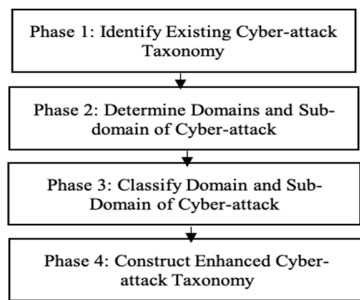 Phase 1: Identify Existing Cyber-attack
Taxonomy
Phase 2: Determine Domains and Sub-
domain of Cyber-attack
Phase 3: Classify Domain and Sub-
Domain of Cyber-attack
Phase 4: Construct Enhanced Cyber-
attack Taxonomy